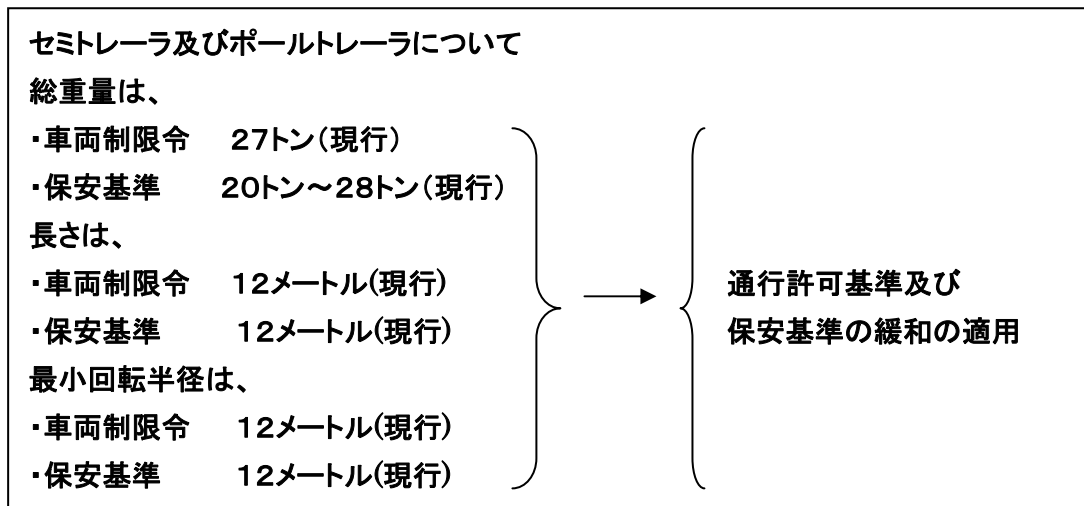 セミトレーラ及びポールトレーラについて
総重量は、
・車両制限令　　27トン(現行)
・保安基準　　20トン～28トン(現行)
長さは、
・車両制限令　　12メートル(現行)
・保安基準　　12メートル(現行)
最小回転半径は、
・車両制限令　　12メートル(現行)
・保安基準　　12メートル(現行)
通行許可基準及び
保安基準の緩和の適用